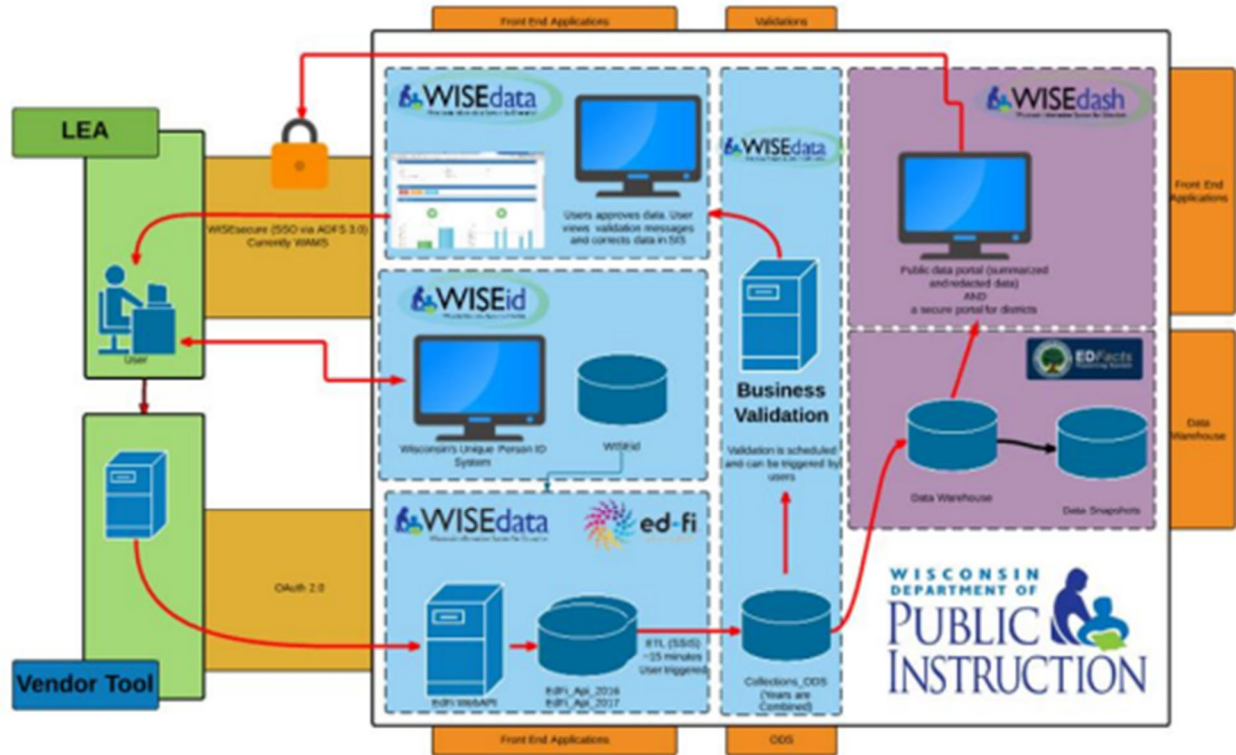 Front End Applications
Validations
LEA
WISEdata
WISEdash
WISEdata
Front End
Applications
Users approves data. User
views validation messages
and corrects data in SIS
WISEsecure (SSO via ADFS 3.0)
Currently WAMS
Public data portal (summarized
and redacted data)
AND
a secure portal for districts
WISEid
User
EDFacts
Business
Validation
Wisconsin's Unique Person ID
System
WISEid
Validation is scheduled
and can be triggered by
users
Data
Warehouse
Data Warehouse
Data Snapshots
WISEdata
ed-fi
OAuth 2.0
WISCONSIN
DEPARTMENT OF
PUBLIC
INSTRUCTION
ETL (SSIS)
~15 minutes
User triggered
Vendor Tool
EdFi WebAPI
EdFi_Api_2016
EdFi_Api_2017
Collections_ODS
(Years are
Combined)
Front End Applications
ODS